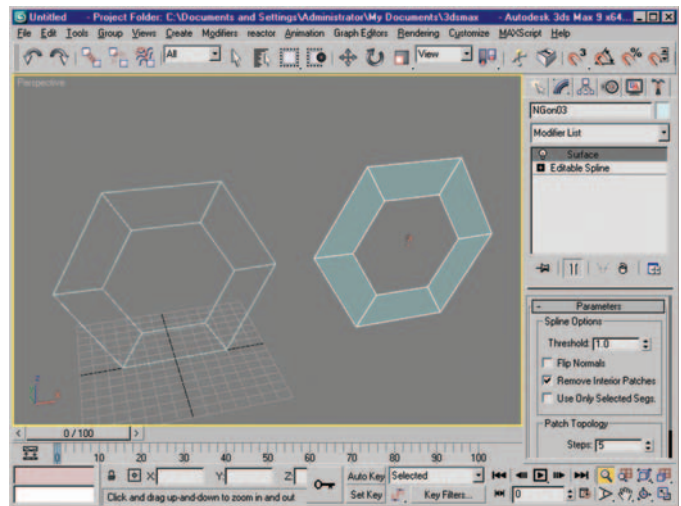 Untitled - Project Folder: C:\Documents and Settings\Administrator\My Documents\3dsmax - Autodesk 3ds Max 9 x64...
File Edit Tools Group Views Create Modifiers reactor Animation Graph Editors Rendering Customize MAXScript Help
All View
Perspective
NGon03
Modifier List
Surface
Editable Spline
Parameters
Spline Options
Threshold: 1.0
Flip Normals
Remove Interior Patches
Use Only Selected Segs.
Patch Topology
Steps: 5
0 / 100
0 10 20 30 40 50 60 70 80 90 100
X: Y: Z: Auto Key Selected
Click and drag up-and-down to zoom in and out Set Key Key Filters... 0